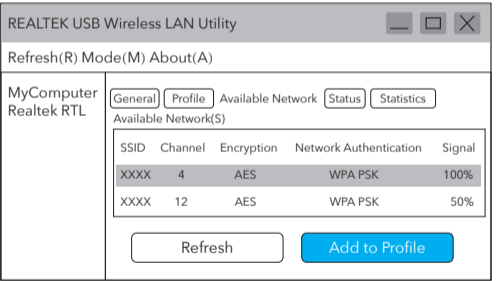 REALTEK USB Wireless LAN Utility
Refresh(R) Mode(M) About(A)
MyComputer
Realtek RTL
General Profile Available Network Status Statistics
Available Network(S)
SSID Channel Encryption Network Authentication Signal
XXXX 4 AES WPA PSK 100%
XXXX 12 AES WPA PSK 50%
Refresh Add to Profile